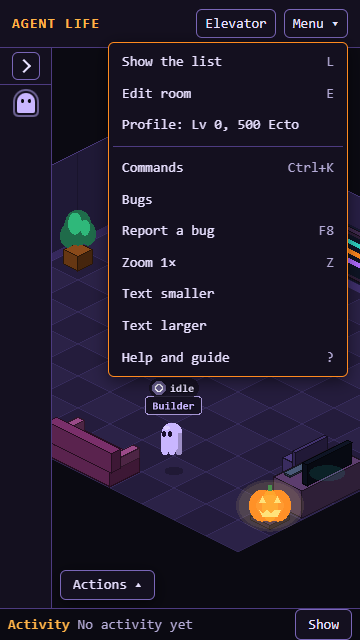 AGENT LIFE
Elevator
Menu ▾
Show the list L
Edit room E
Profile: Lv 0, 500 Ecto
Commands Ctrl+K
Bugs
Report a bug F8
Zoom 1× Z
Text smaller
Text larger
Help and guide ?
idle
Builder
Actions ▴
Activity No activity yet
Show